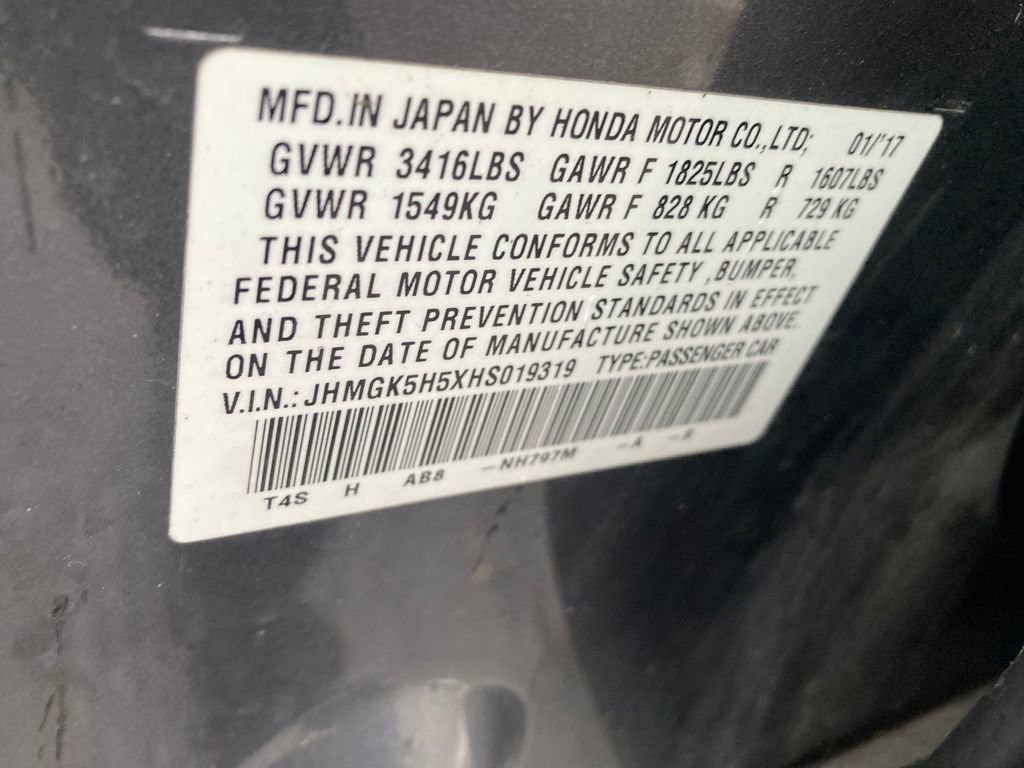 MFD.IN JAPAN BY HONDA MOTOR CO.,LTD; 01/'17
GVWR 3416LBS GAWR F 1825LBS R 1607LBS
GVWR 1549KG GAWR F 828 KG R 729 KG
THIS VEHICLE CONFORMS TO ALL APPLICABLE
FEDERAL MOTOR VEHICLE SAFETY ,BUMPER,
AND THEFT PREVENTION STANDARDS IN EFFECT
ON THE DATE OF MANUFACTURE SHOWN ABOVE.
V.I.N.: JHMGK5H5XHS019319 TYPE:PASSENGER CAR
T4S H AB8 -NH797M -A